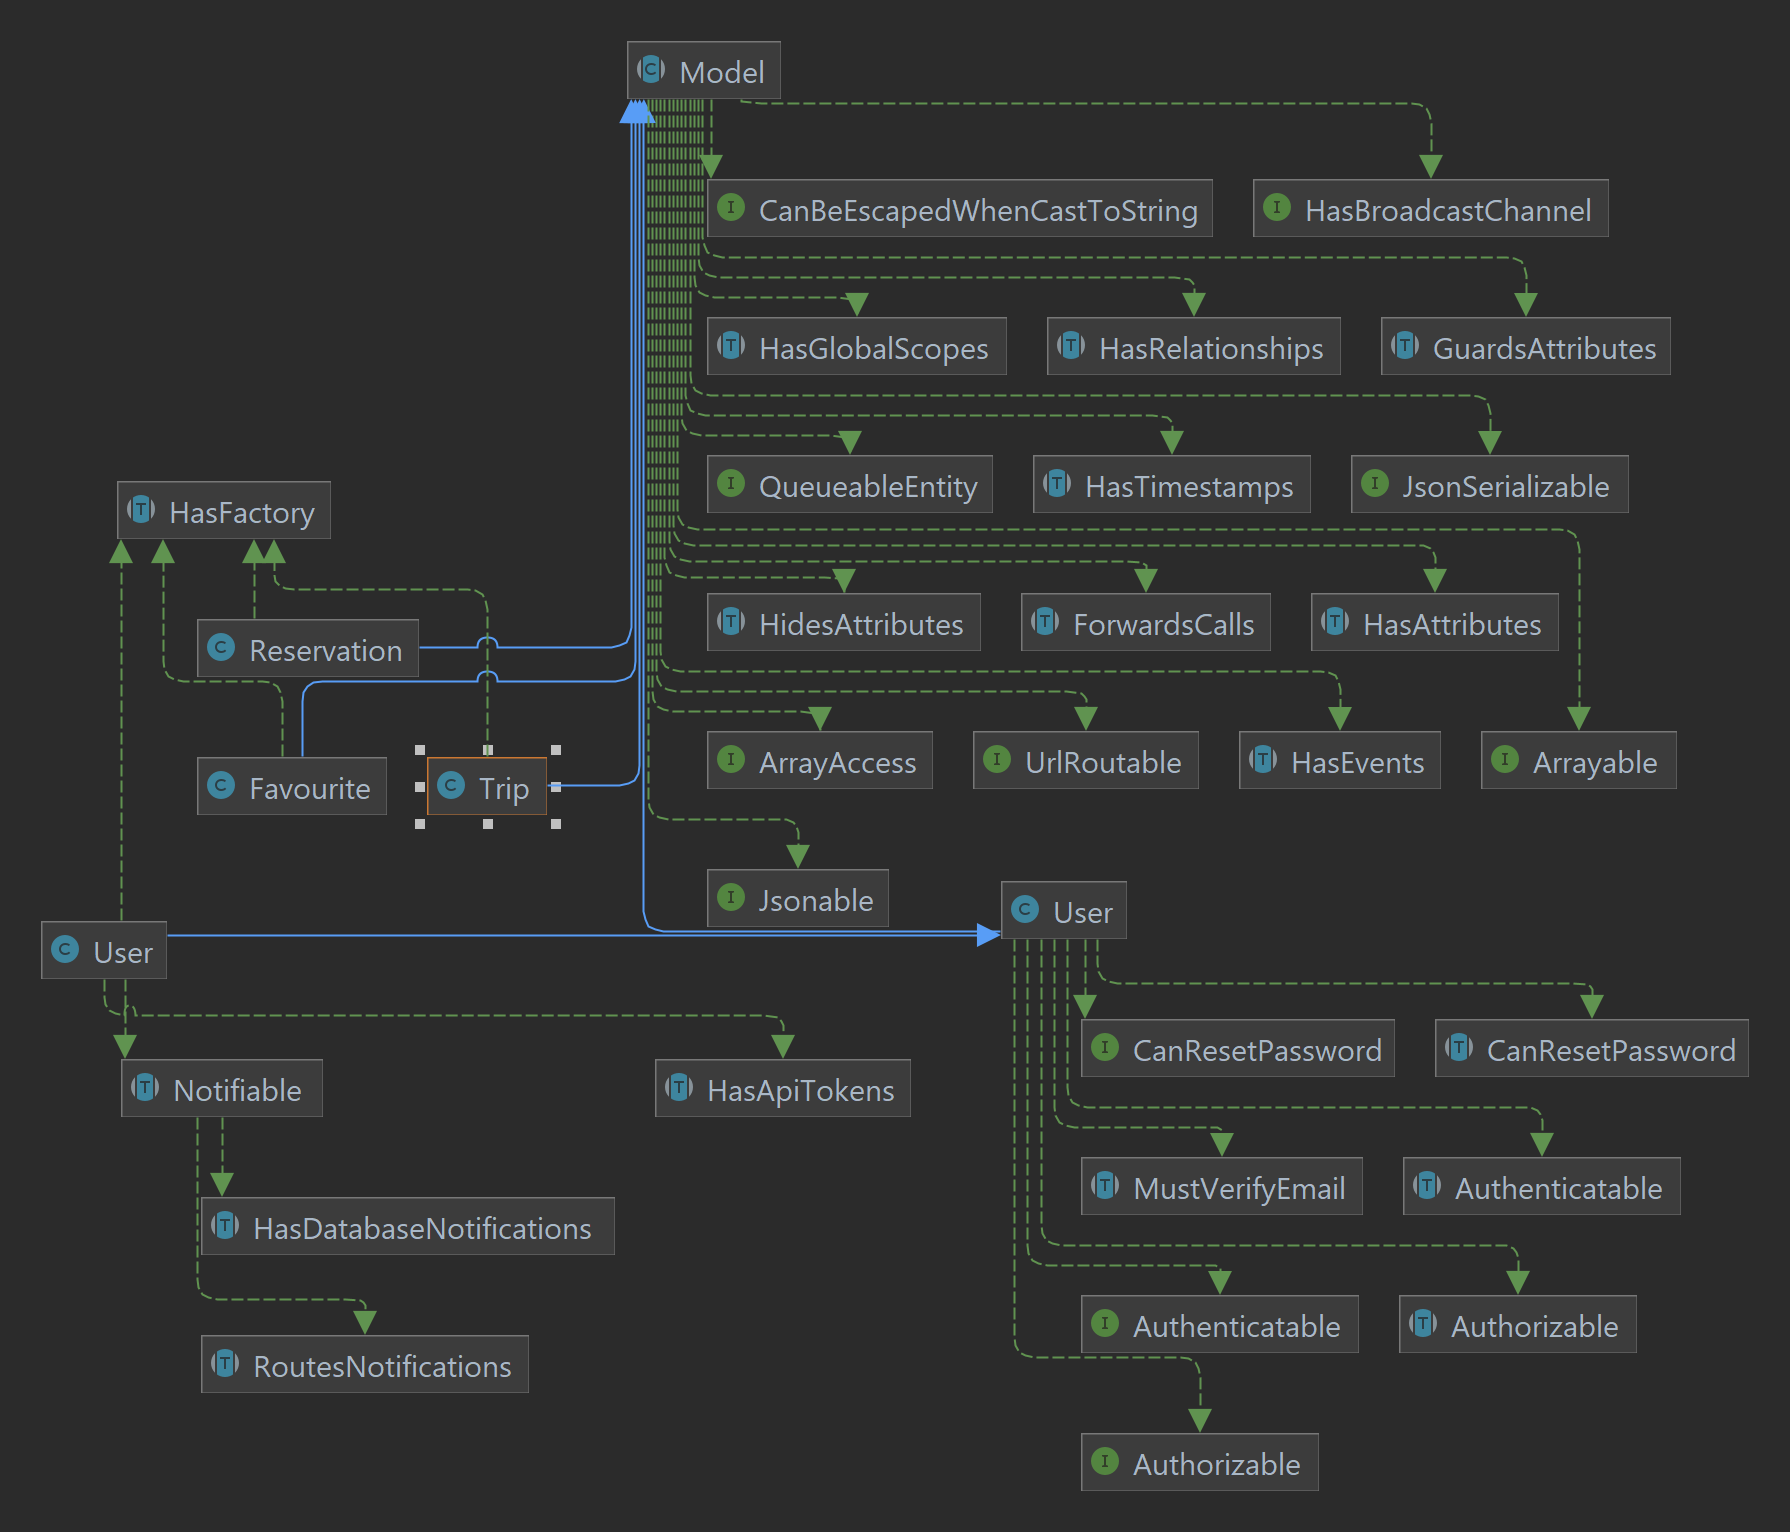 Model
CanBeEscapedWhenCastToString
HasBroadcastChannel
HasGlobalScopes
HasRelationships
GuardsAttributes
QueueableEntity
HasTimestamps
JsonSerializable
HasFactory
HidesAttributes
ForwardsCalls
HasAttributes
Reservation
ArrayAccess
UrlRoutable
HasEvents
Arrayable
Favourite
Trip
Jsonable
User
User
CanResetPassword
CanResetPassword
Notifiable
HasApiTokens
MustVerifyEmail
Authenticatable
HasDatabaseNotifications
Authenticatable
Authorizable
RoutesNotifications
Authorizable